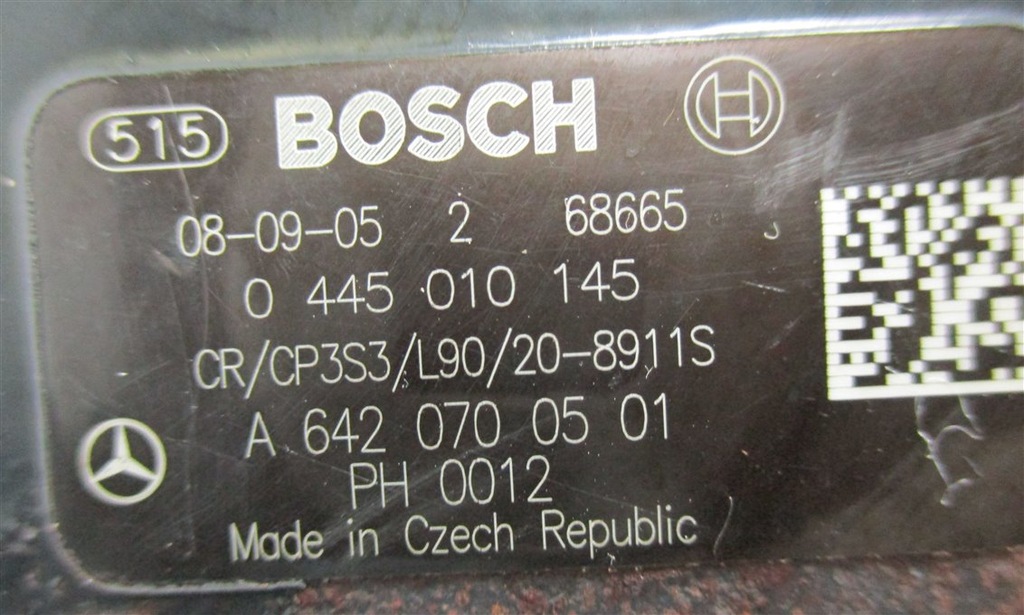 515 BOSCH
08-09-05 2 68665
0 445 010 145
CR/CP3S3/L90/20-8911S
A 642 070 05 01
PH 0012
Made in Czech Republic